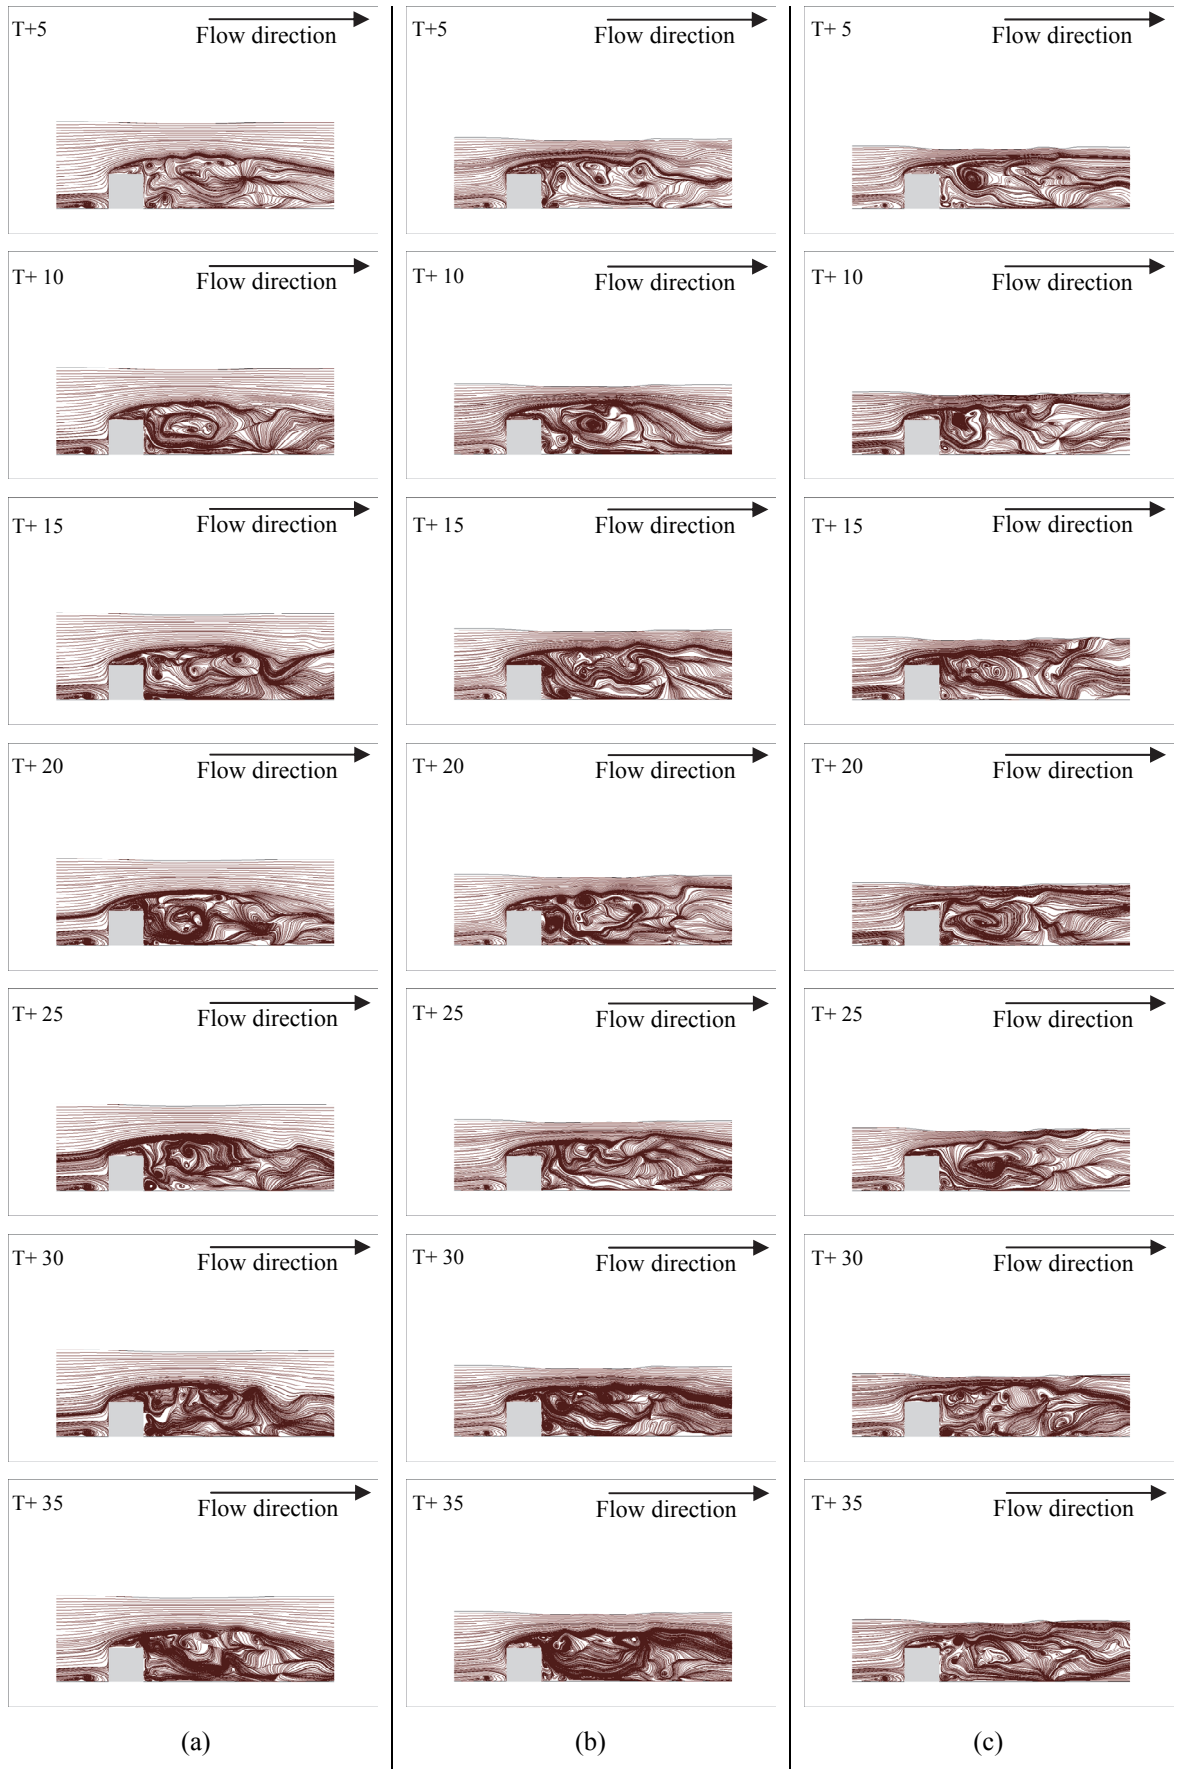 T+5 Flow direction T+5 Flow direction T+ 5 Flow direction
T+ 10 Flow direction T+ 10 Flow direction T+ 10 Flow direction
T+ 15 Flow direction T+ 15 Flow direction T+ 15 Flow direction
T+ 20 Flow direction T+ 20 Flow direction T+ 20 Flow direction
T+ 25 Flow direction T+ 25 Flow direction T+ 25 Flow direction
T+ 30 Flow direction T+ 30 Flow direction T+ 30 Flow direction
T+ 35 Flow direction T+ 35 Flow direction T+ 35 Flow direction
(a) (b) (c)